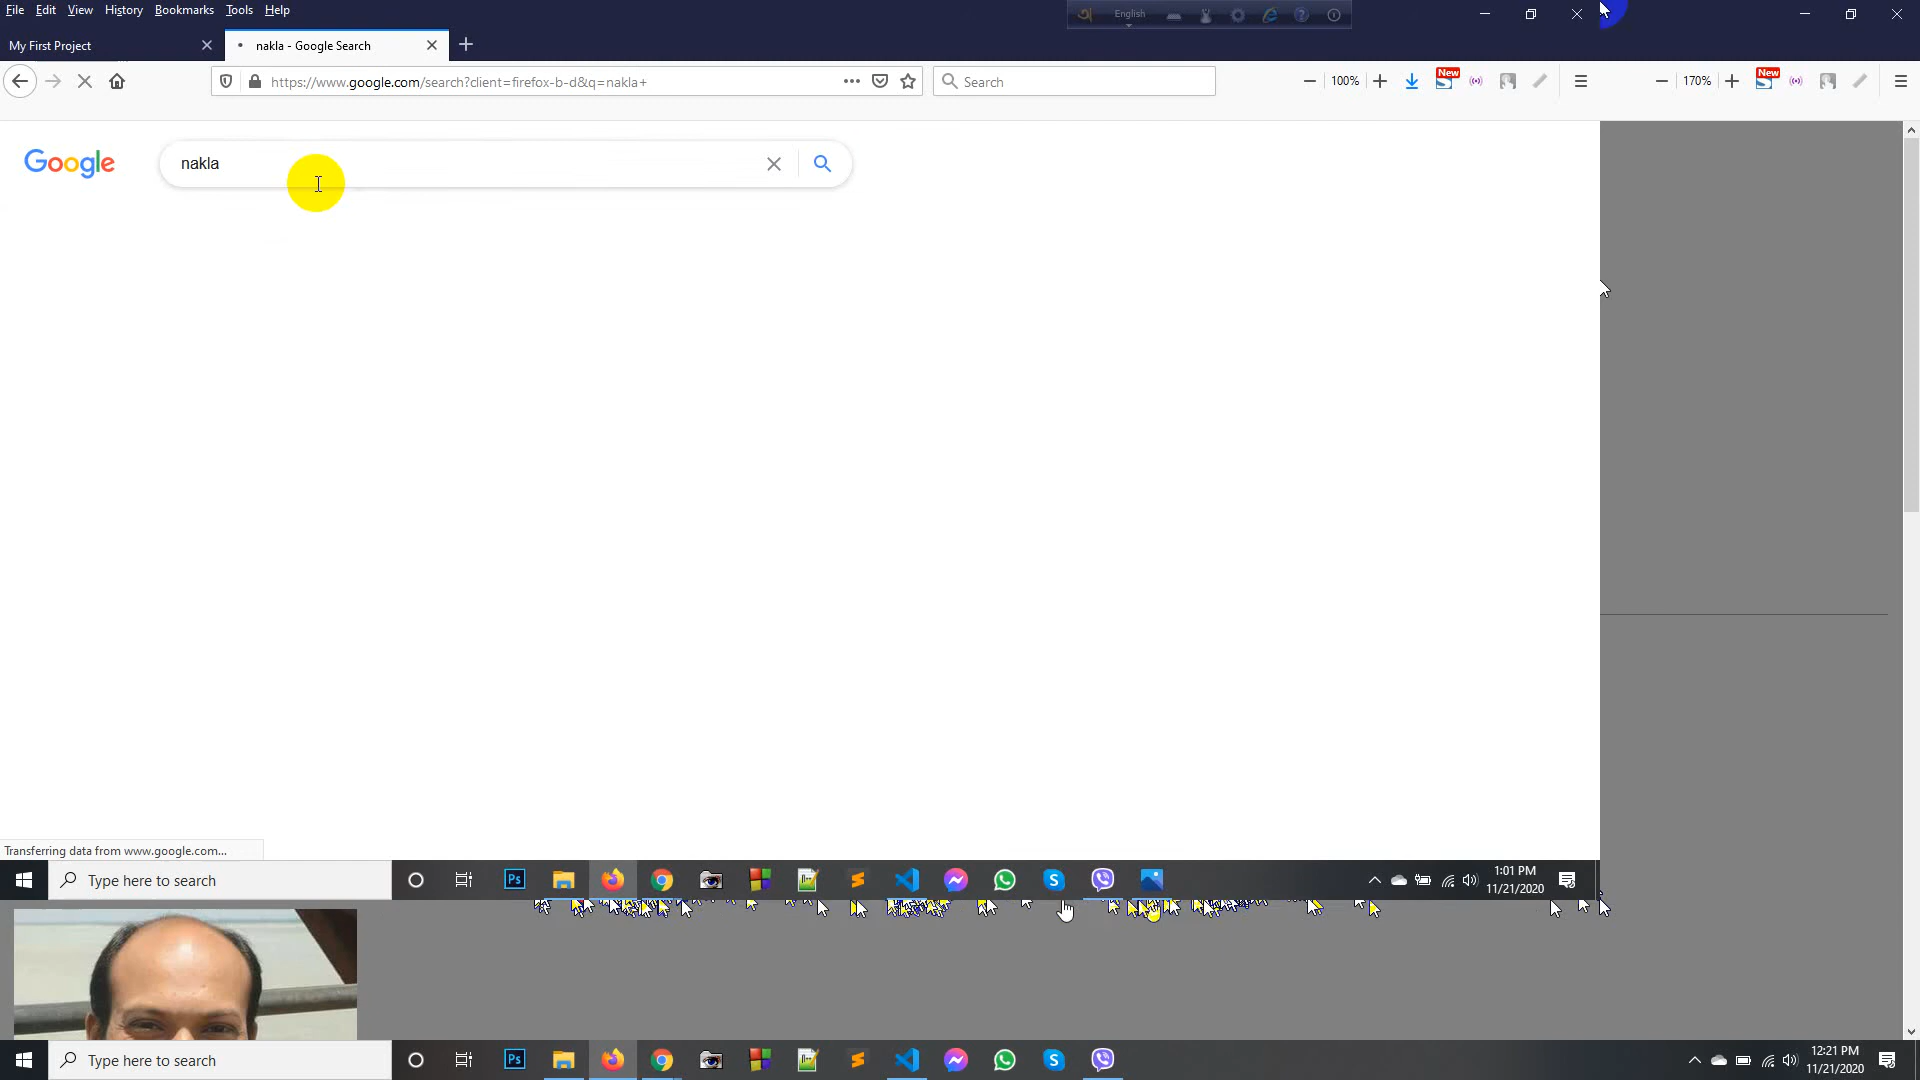 File Edit View History Bookmarks Tools Help
English
My First Project
nakla - Google Search
https://www.google.com/search?client=firefox-b-d&q=nakla+
Search
100%
New
170%
New
Google
nakla
Transferring data from www.google.com...
Type here to search
Ps
1:01 PM
11/21/2020
Type here to search
Ps
12:21 PM
11/21/2020